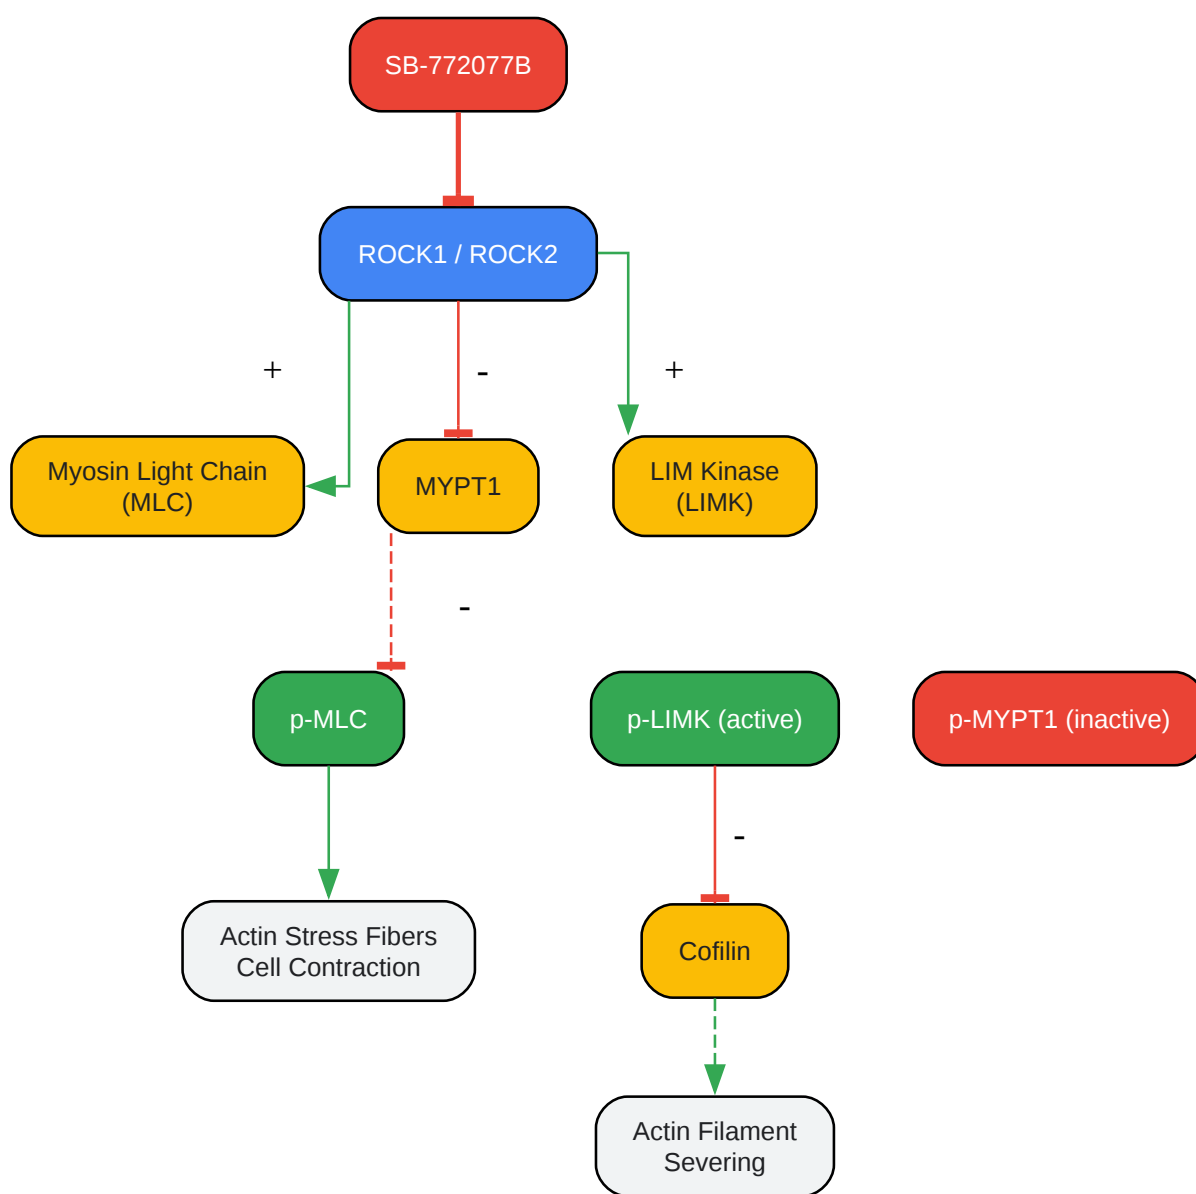 SB-772077B
ROCK1 / ROCK2
+
-
+
Myosin Light Chain
(MLC)
MYPT1
LIM Kinase
(LIMK)
-
p-MLC
p-LIMK (active)
p-MYPT1 (inactive)
-
Actin Stress Fibers
Cell Contraction
Cofilin
Actin Filament
Severing